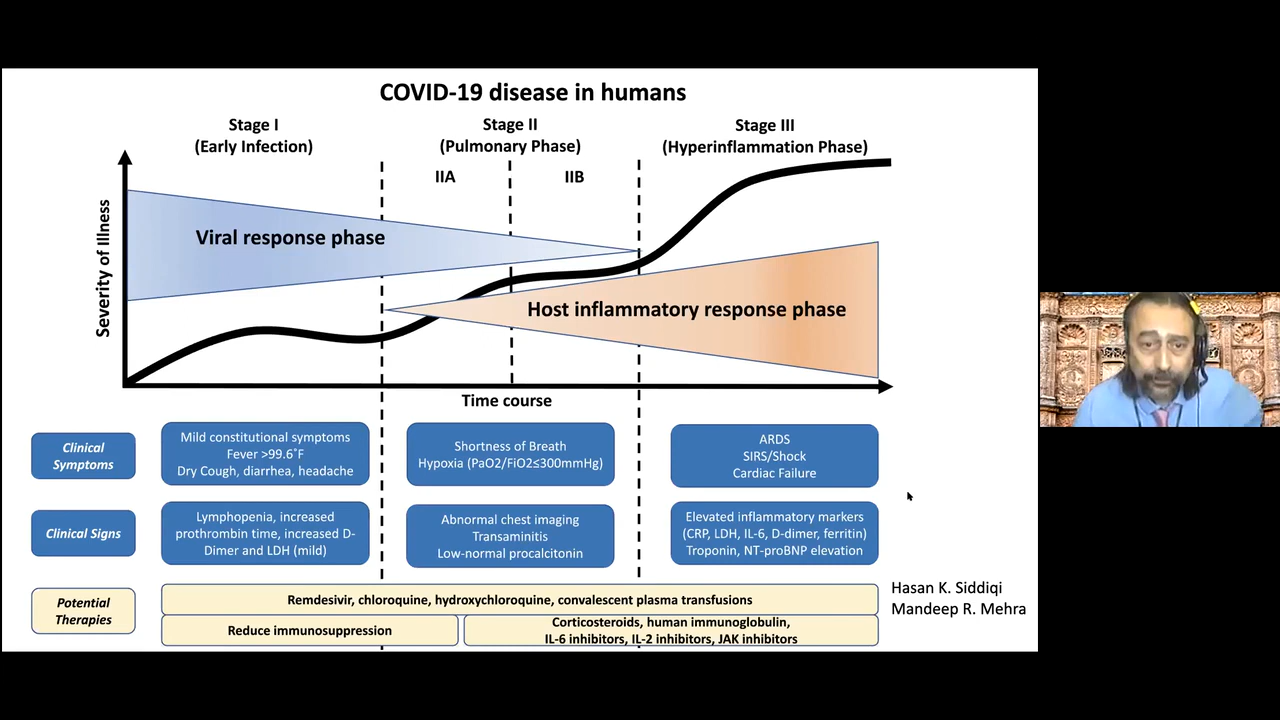 COVID-19 disease in humans
Stage I
(Early Infection)
Stage II
(Pulmonary Phase)
Stage III
(Hyperinflammation Phase)
IIA
IIB
Severity of Illness
Viral response phase
Host inflammatory response phase
Time course
Clinical
Symptoms
Mild constitutional symptoms
Fever >99.6°F
Dry Cough, diarrhea, headache
Shortness of Breath
Hypoxia (PaO2/FiO2≤300mmHg)
ARDS
SIRS/Shock
Cardiac Failure
Clinical Signs
Lymphopenia, increased
prothrombin time, increased D-
Dimer and LDH (mild)
Abnormal chest imaging
Transaminitis
Low-normal procalcitonin
Elevated inflammatory markers
(CRP, LDH, IL-6, D-dimer, ferritin)
Troponin, NT-proBNP elevation
Potential
Therapies
Remdesivir, chloroquine, hydroxychloroquine, convalescent plasma transfusions
Reduce immunosuppression
Corticosteroids, human immunoglobulin,
IL-6 inhibitors, IL-2 inhibitors, JAK inhibitors
Hasan K. Siddiqi
Mandeep R. Mehra